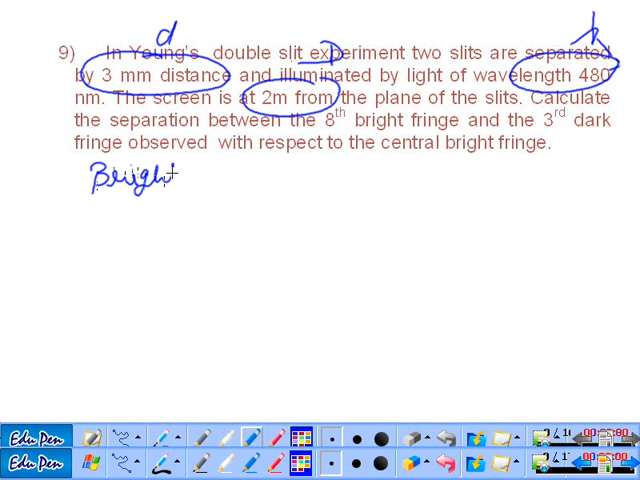 d D λ
9) In Young's double slit experiment two slits are separated
by 3 mm distance and illuminated by light of wavelength 480
nm. The screen is at 2m from the plane of the slits. Calculate
the separation between the 8th bright fringe and the 3rd dark
fringe observed with respect to the central bright fringe.
Bright
Edu Pen
Edu Pen